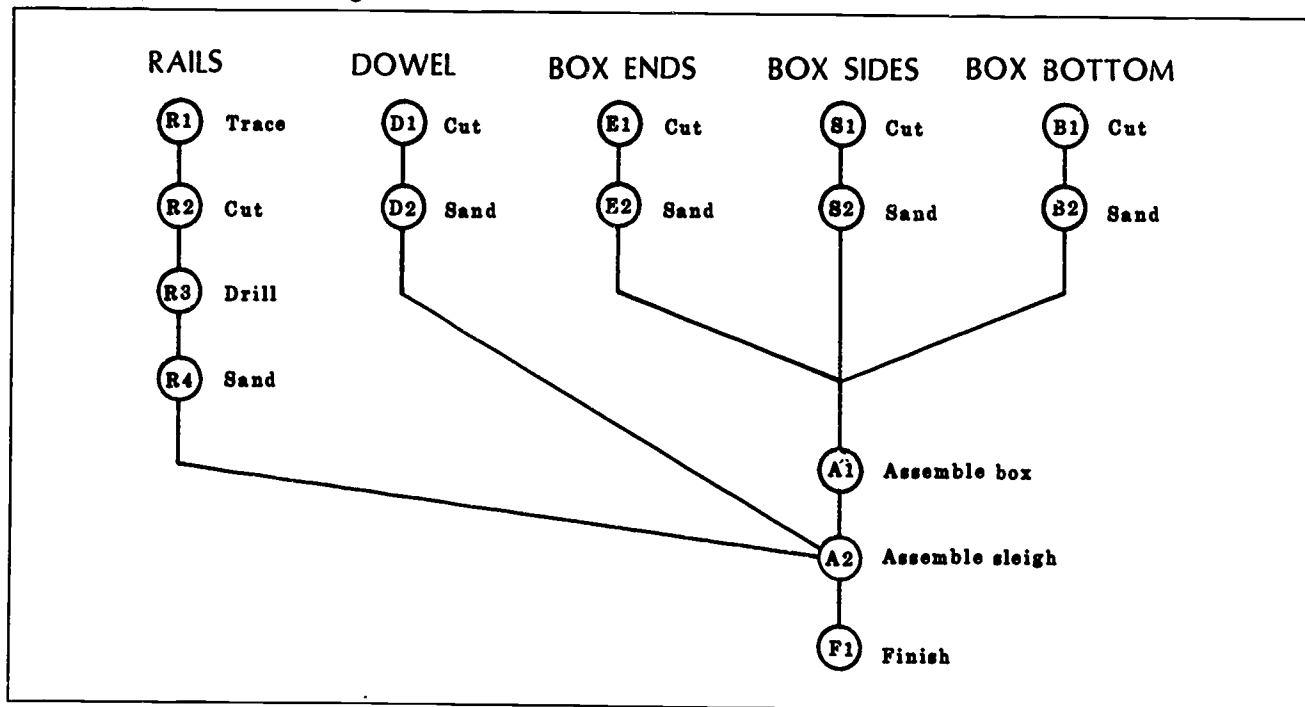 RAILS DOWEL BOX ENDS BOX SIDES BOX BOTTOM
R1 Trace D1 Cut E1 Cut S1 Cut B1 Cut
R2 Cut D2 Sand E2 Sand S2 Sand B2 Sand
R3 Drill
R4 Sand
A1 Assemble box
A2 Assemble sleigh
F1 Finish